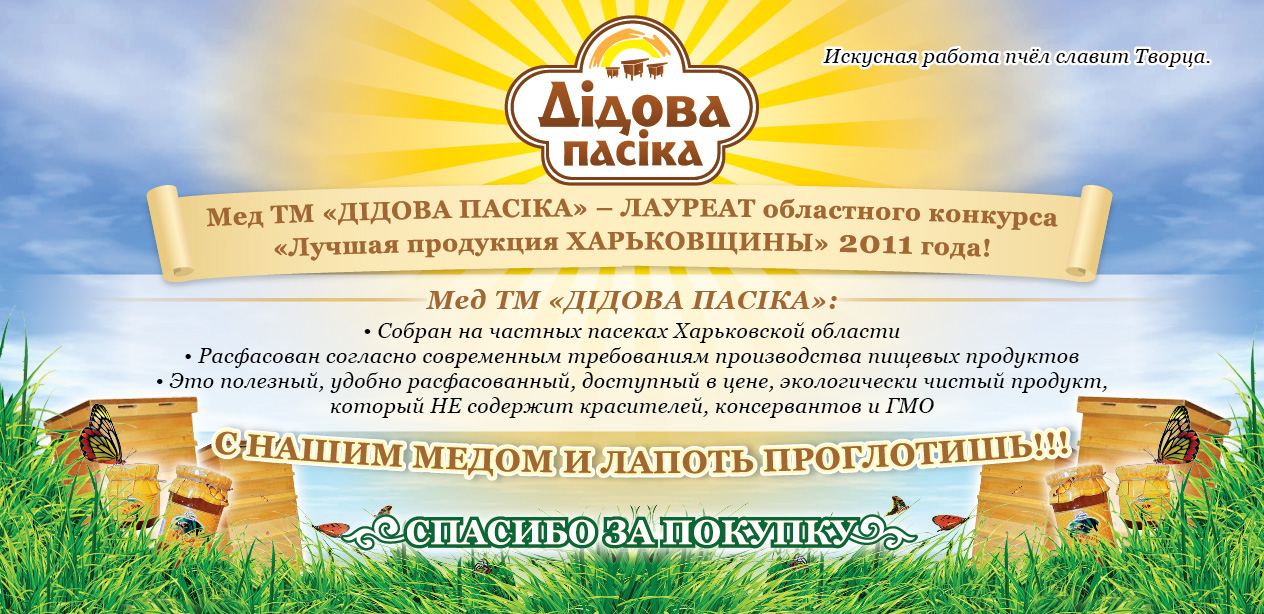 Искусная работа пчёл славит Творца.
Дідова
пасіка
Мед ТМ «ДІДОВА ПАСІКА» – ЛАУРЕАТ областного конкурса
«Лучшая продукция ХАРЬКОВЩИНЫ» 2011 года!
Мед ТМ «ДІДОВА ПАСІКА»:
• Собран на частных пасеках Харьковской области
• Расфасован согласно современным требованиям производства пищевых продуктов
• Это полезный, удобно расфасованный, доступный в цене, экологически чистый продукт,
который НЕ содержит красителей, консервантов и ГМО
С НАШИМ МЕДОМ И ЛАПОТЬ ПРОГЛОТИШЬ!!!
СПАСИБО ЗА ПОКУПКУ